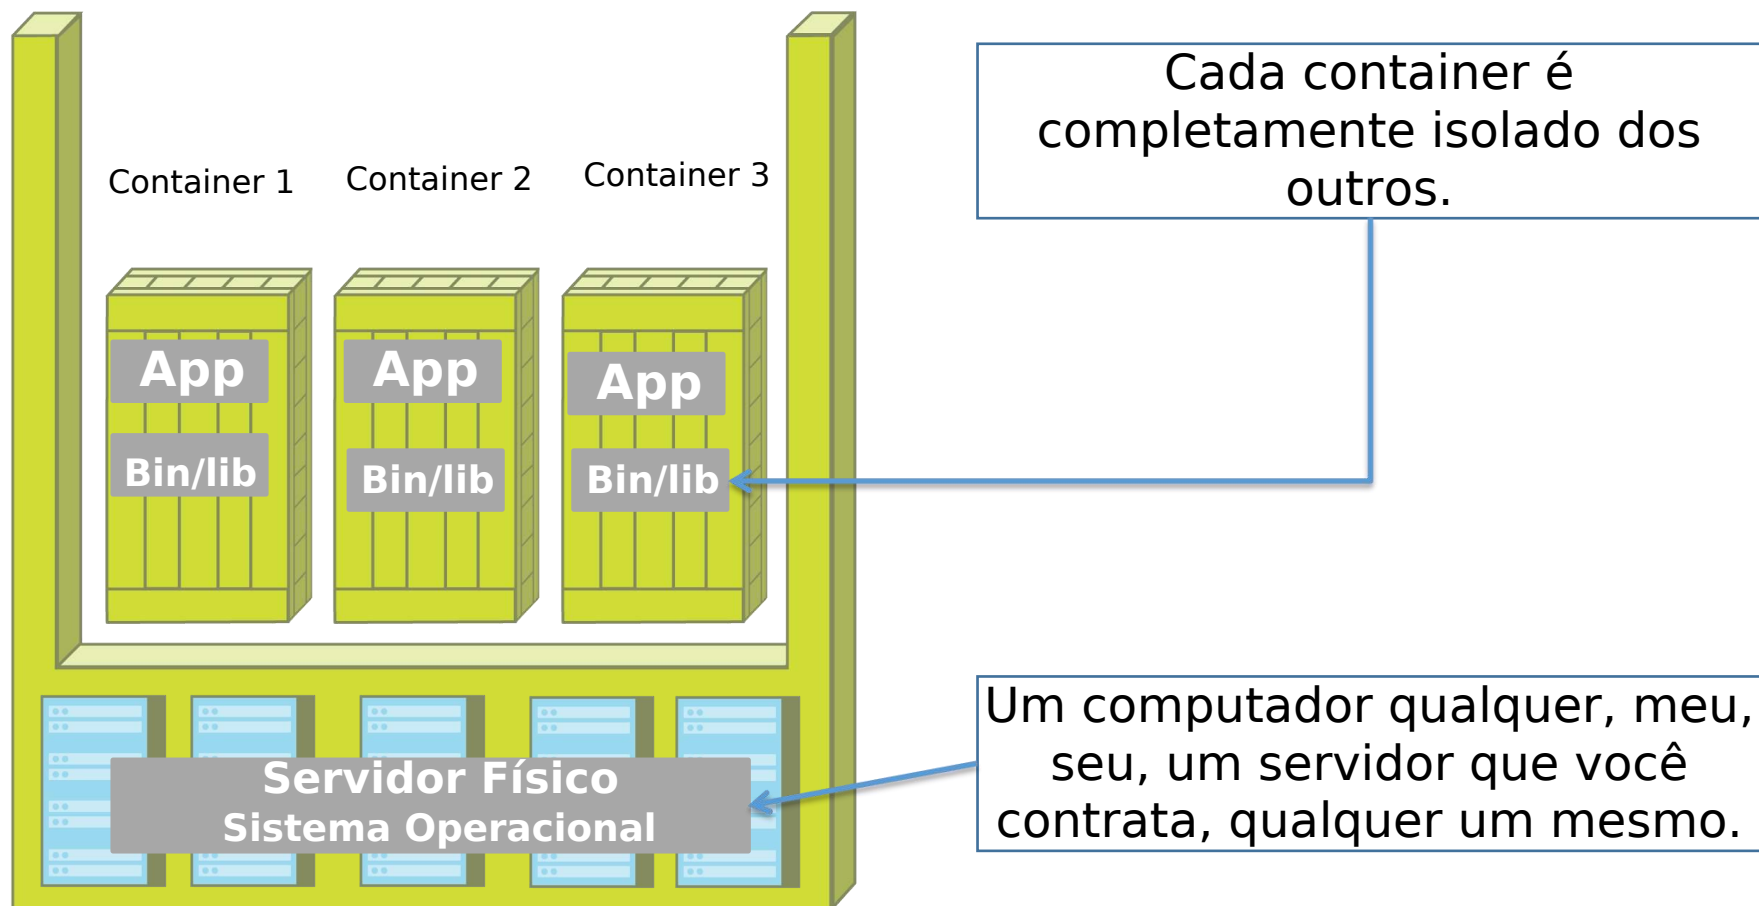 Cada container é
completamente isolado dos
outros.
Container 1
Container 2
Container 3
App
App
App
Bin/lib
Bin/lib
Bin/lib
Um computador qualquer, meu,
seu, um servidor que você
contrata, qualquer um mesmo.
Servidor Físico
Sistema Operacional